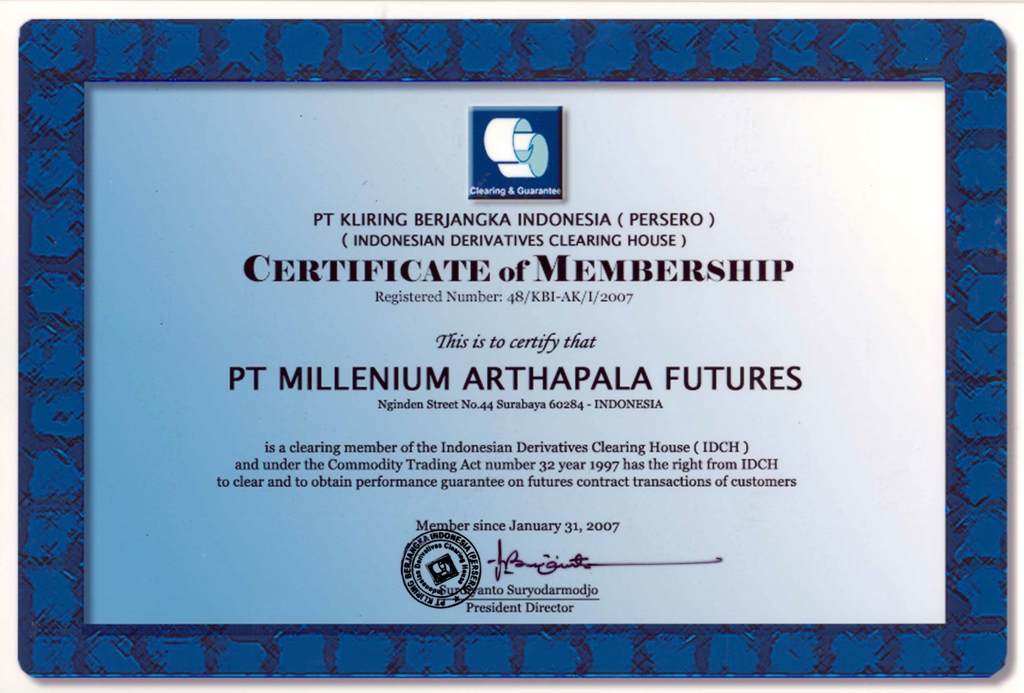 Clearing & Guarantee
PT KLIRING BERJANGKA INDONESIA ( PERSERO )
( INDONESIAN DERIVATIVES CLEARING HOUSE )
CERTIFICATE of MEMBERSHIP
Registered Number: 48/KBI-AK/I/2007
This is to certify that
PT MILLENIUM ARTHAPALA FUTURES
Nginden Street No.44 Surabaya 60284 - INDONESIA
is a clearing member of the Indonesian Derivatives Clearing House ( IDCH )
and under the Commodity Trading Act number 32 year 1997 has the right from IDCH
to clear and to obtain performance guarantee on futures contract transactions of customers
Member since January 31, 2007
PT KLIRING BERJANGKA INDONESIA (PERSERO)
Indonesian Derivatives Clearing House
Suryodarmodjo
President Director